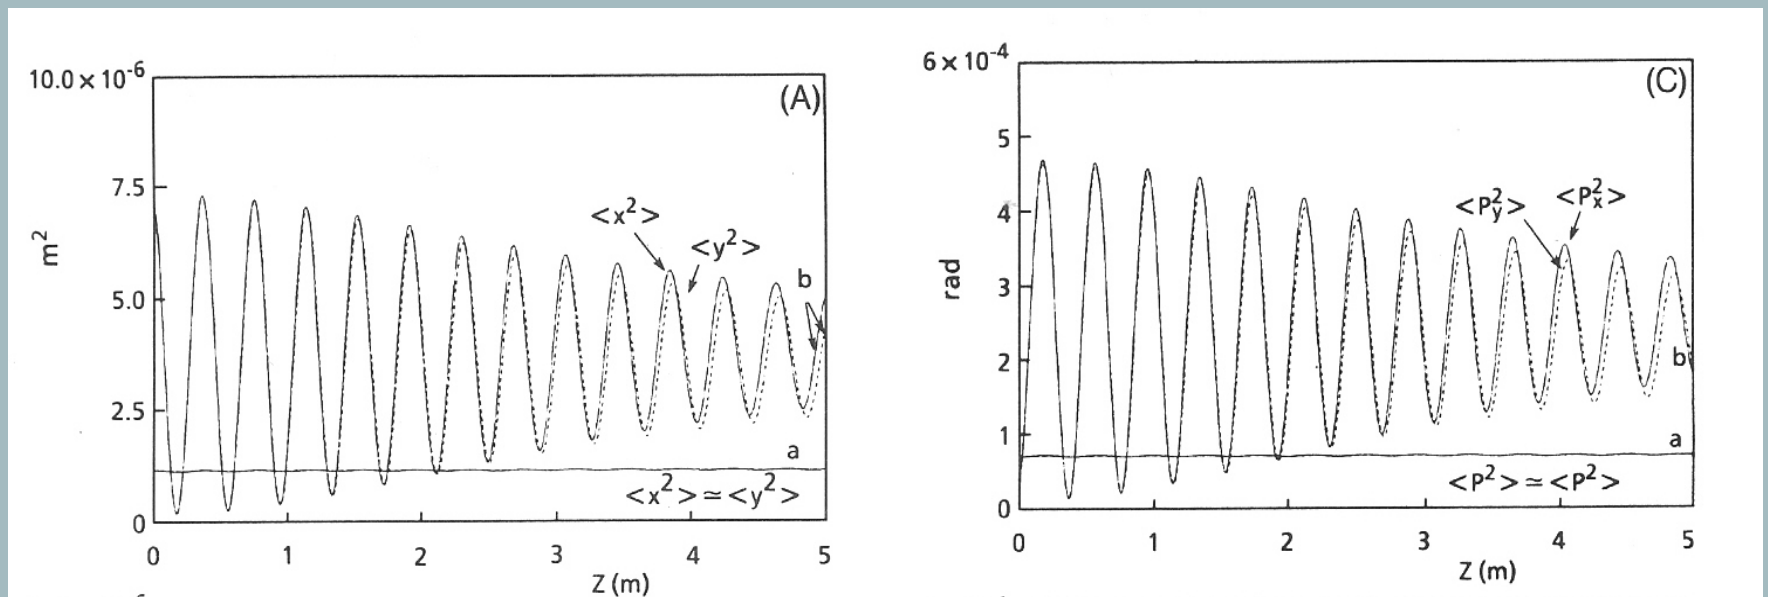 10.0 x 10⁻⁶
(A)
7.5
<x²>
<y²>
m²
b
5.0
2.5
a
<x²> ≃ <y²>
0
0 1 2 3 4 5
Z (m)
6 x 10⁻⁴
(C)
5
<P²y> <P²x>
4
rad
3
2
b
1
a
<P²> ≃ <P²>
0
0 1 2 3 4 5
Z (m)